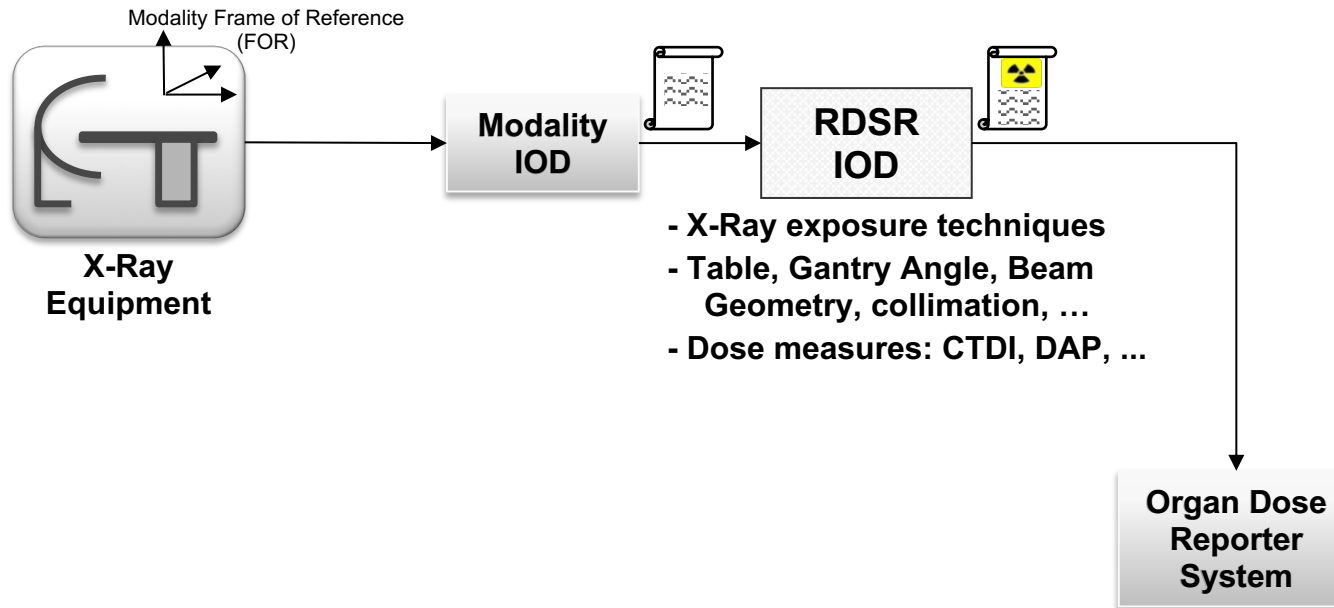 Modality Frame of Reference
(FOR)
X-Ray
Equipment
Modality
IOD
RDSR
IOD
- X-Ray exposure techniques
- Table, Gantry Angle, Beam
Geometry, collimation, …
- Dose measures: CTDI, DAP, ...
Organ Dose
Reporter
System